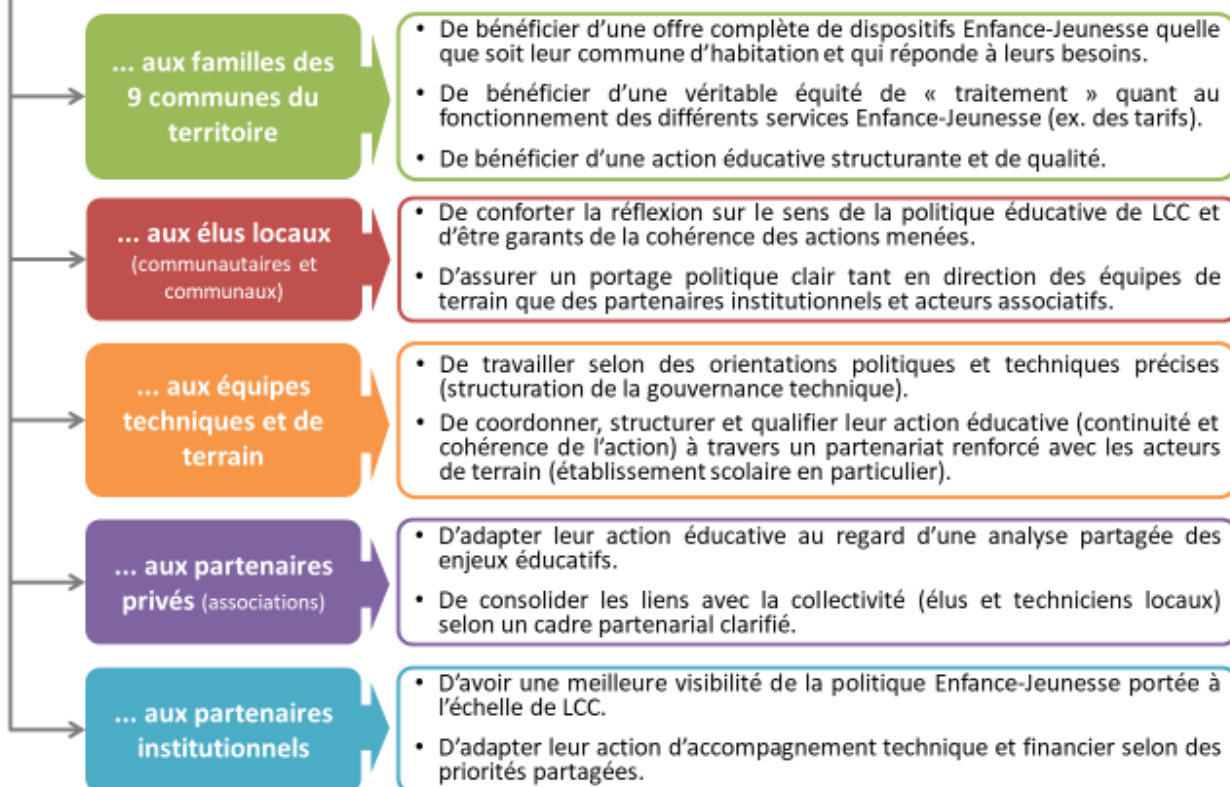 ... aux familles des
9 communes du
territoire
• De bénéficier d'une offre complète de dispositifs Enfance-Jeunesse quelle
que soit leur commune d'habitation et qui réponde à leurs besoins.
• De bénéficier d'une véritable équité de « traitement » quant au
fonctionnement des différents services Enfance-Jeunesse (ex. des tarifs).
• De bénéficier d'une action éducative structurante et de qualité.
... aux élus locaux
(communautaires et
communaux)
• De conforter la réflexion sur le sens de la politique éducative de LCC et
d'être garants de la cohérence des actions menées.
• D'assurer un portage politique clair tant en direction des équipes de
terrain que des partenaires institutionnels et acteurs associatifs.
... aux équipes
techniques et de
terrain
• De travailler selon des orientations politiques et techniques précises
(structuration de la gouvernance technique).
• De coordonner, structurer et qualifier leur action éducative (continuité et
cohérence de l'action) à travers un partenariat renforcé avec les acteurs
de terrain (établissement scolaire en particulier).
... aux partenaires
privés (associations)
• D'adapter leur action éducative au regard d'une analyse partagée des
enjeux éducatifs.
• De consolider les liens avec la collectivité (élus et techniciens locaux)
selon un cadre partenarial clarifié.
... aux partenaires
institutionnels
• D'avoir une meilleure visibilité de la politique Enfance-Jeunesse portée à
l'échelle de LCC.
• D'adapter leur action d'accompagnement technique et financier selon des
priorités partagées.